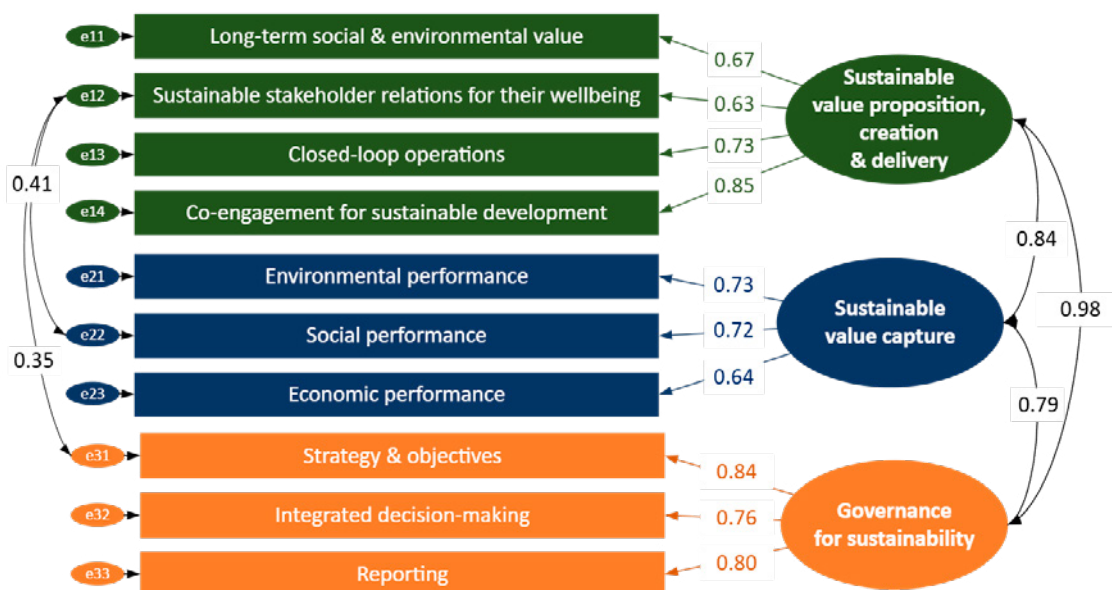 e11
Long-term social & environmental value
0.67
e12
Sustainable stakeholder relations for their wellbeing
0.63
e13
Closed-loop operations
0.73
e14
Co-engagement for sustainable development
0.85
Sustainable
value proposition,
creation
& delivery
0.41
0.84
e21
Environmental performance
0.73
e22
Social performance
0.72
e23
Economic performance
0.64
Sustainable
value capture
0.98
0.35
0.79
e31
Strategy & objectives
0.84
e32
Integrated decision-making
0.76
e33
Reporting
0.80
Governance
for sustainability